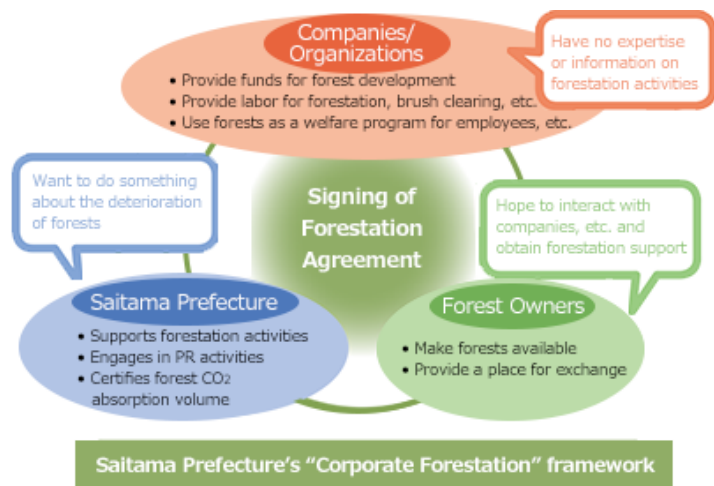 Companies/
Organizations
• Provide funds for forest development
• Provide labor for forestation, brush clearing, etc.
• Use forests as a welfare program for employees, etc.
Have no expertise
or information on
forestation activities
Want to do something
about the deterioration
of forests
Signing of
Forestation
Agreement
Hope to interact with
companies, etc. and
obtain forestation support
Saitama Prefecture
• Supports forestation activities
• Engages in PR activities
• Certifies forest CO2
absorption volume
Forest Owners
• Make forests available
• Provide a place for exchange
Saitama Prefecture's “Corporate Forestation” framework